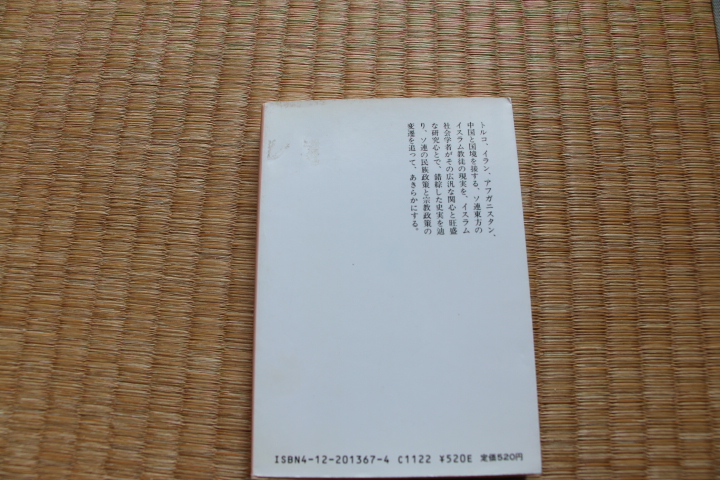 トルコ、イラン、アフガニスタン、
中国と国境を接する、ソ連東方の
イスラム教徒の現実を、イスラム
社会学者がその広汎な関心と旺盛
な研究心とで、錯綜した史実を辿
り、ソ連の民族政策と宗教政策の
変遷を追って、あきらかにする。
ISBN4-12-201367-4 C1122 ¥520E 定価520円